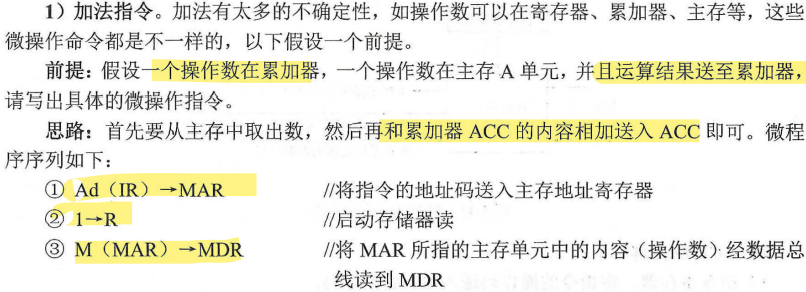 1）加法指令。加法有太多的不确定性，如操作数可以在寄存器、累加器、主存等，这些
微操作命令都是不一样的，以下假设一个前提。
前提：假设一个操作数在累加器，一个操作数在主存 A 单元，并且运算结果送至累加器，
请写出具体的微操作指令。
思路：首先要从主存中取出数，然后再和累加器 ACC 的内容相加送入 ACC 即可。微程
序序列如下：
① Ad（IR）→MAR //将指令的地址码送入主存地址寄存器
② 1→R //启动存储器读
③ M（MAR）→MDR //将 MAR 所指的主存单元中的内容（操作数）经数据总
线读到 MDR